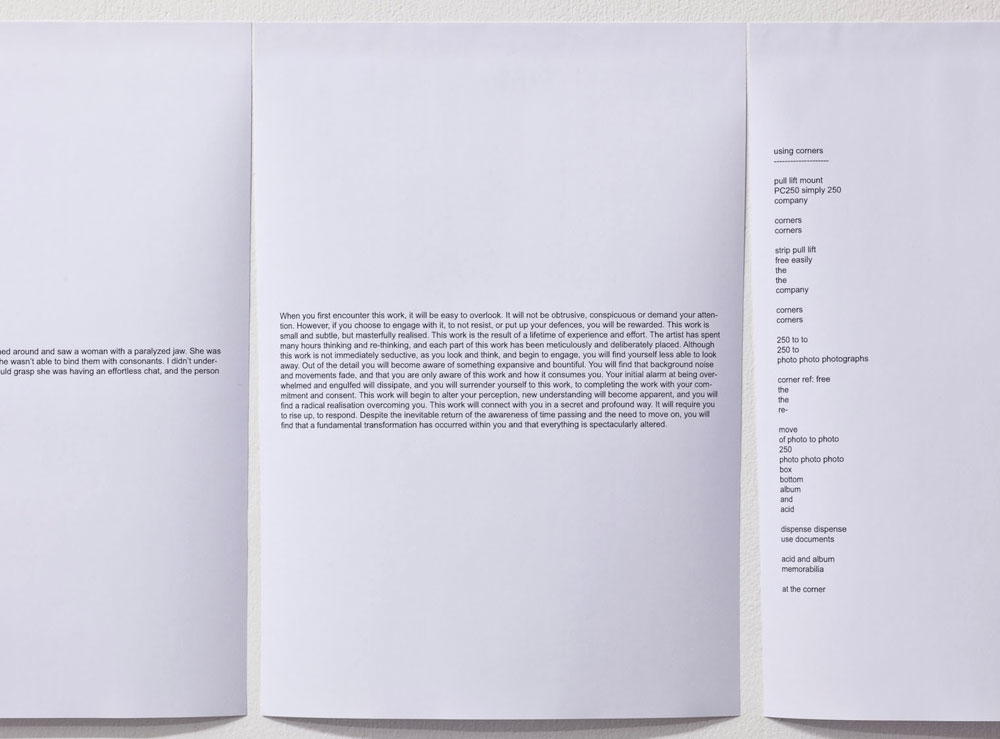 ned around and saw a woman with a paralyzed jaw. She was
he wasn't able to bind them with consonants. I didn't under-
uld grasp she was having an effortless chat, and the person
When you first encounter this work, it will be easy to overlook. It will not be obtrusive, conspicuous or demand your atten-
tion. However, if you choose to engage with it, to not resist, or put up your defences, you will be rewarded. This work is
small and subtle, but masterfully realised. This work is the result of a lifetime of experience and effort. The artist has spent
many hours thinking and re-thinking, and each part of this work has been meticulously and deliberately placed. Although
this work is not immediately seductive, as you look and think, and begin to engage, you will find yourself less able to look
away. Out of the detail you will become aware of something expansive and bountiful. You will find that background noise
and movements fade, and that you are only aware of this work and how it consumes you. Your initial alarm at being over-
whelmed and engulfed will dissipate, and you will surrender yourself to this work, to completing the work with your com-
mitment and consent. This work will begin to alter your perception, new understanding will become apparent, and you will
find a radical realisation overcoming you. This work will connect with you in a secret and profound way. It will require you
to rise up, to respond. Despite the inevitable return of the awareness of time passing and the need to move on, you will
find that a fundamental transformation has occurred within you and that everything is spectacularly altered.
using corners
--------------------
pull lift mount
PC250 simply 250
company
corners
corners
strip pull lift
free easily
the
the
company
corners
corners
250 to to
250 to
photo photo photographs
corner ref: free
the
the
re-
move
of photo to photo
250
photo photo photo
box
bottom
album
and
acid
dispense dispense
use documents
acid and album
memorabilia
at the corner